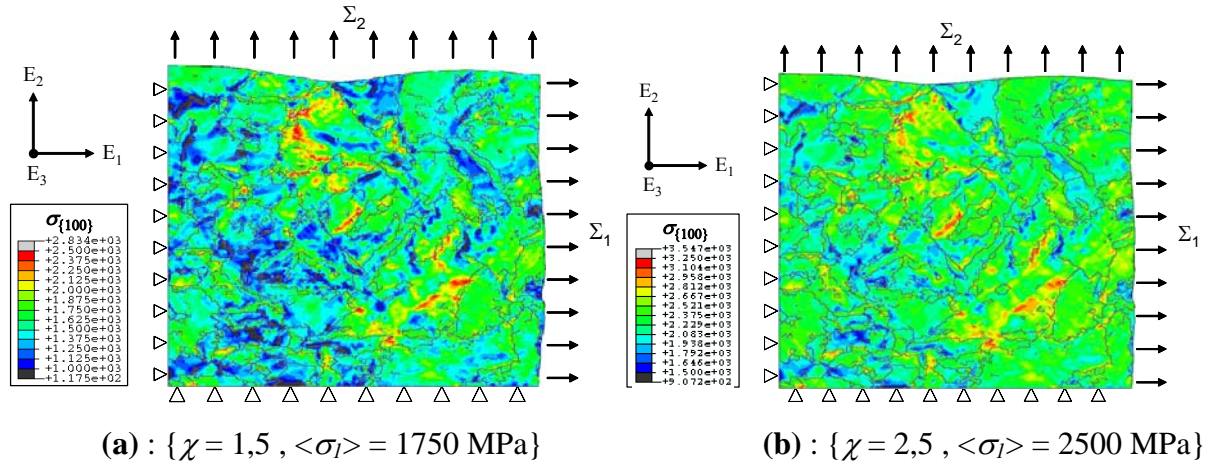 Σ2
E2
E1
E3
σ{100}
+2.834e+03
+2.500e+03
+2.375e+03
+2.250e+03
+2.125e+03
+2.000e+03
+1.875e+03
+1.750e+03
+1.625e+03
+1.500e+03
+1.375e+03
+1.250e+03
+1.125e+03
+1.000e+03
+1.175e+02
Σ1
(a) : {χ = 1,5 , <σI> = 1750 MPa}
Σ2
E2
E1
E3
σ{100}
+3.547e+03
+3.250e+03
+3.104e+03
+2.958e+03
+2.812e+03
+2.667e+03
+2.521e+03
+2.375e+03
+2.229e+03
+2.083e+03
+1.938e+03
+1.792e+03
+1.646e+03
+1.500e+03
+9.072e+02
Σ1
(b) : {χ = 2,5 , <σI> = 2500 MPa}